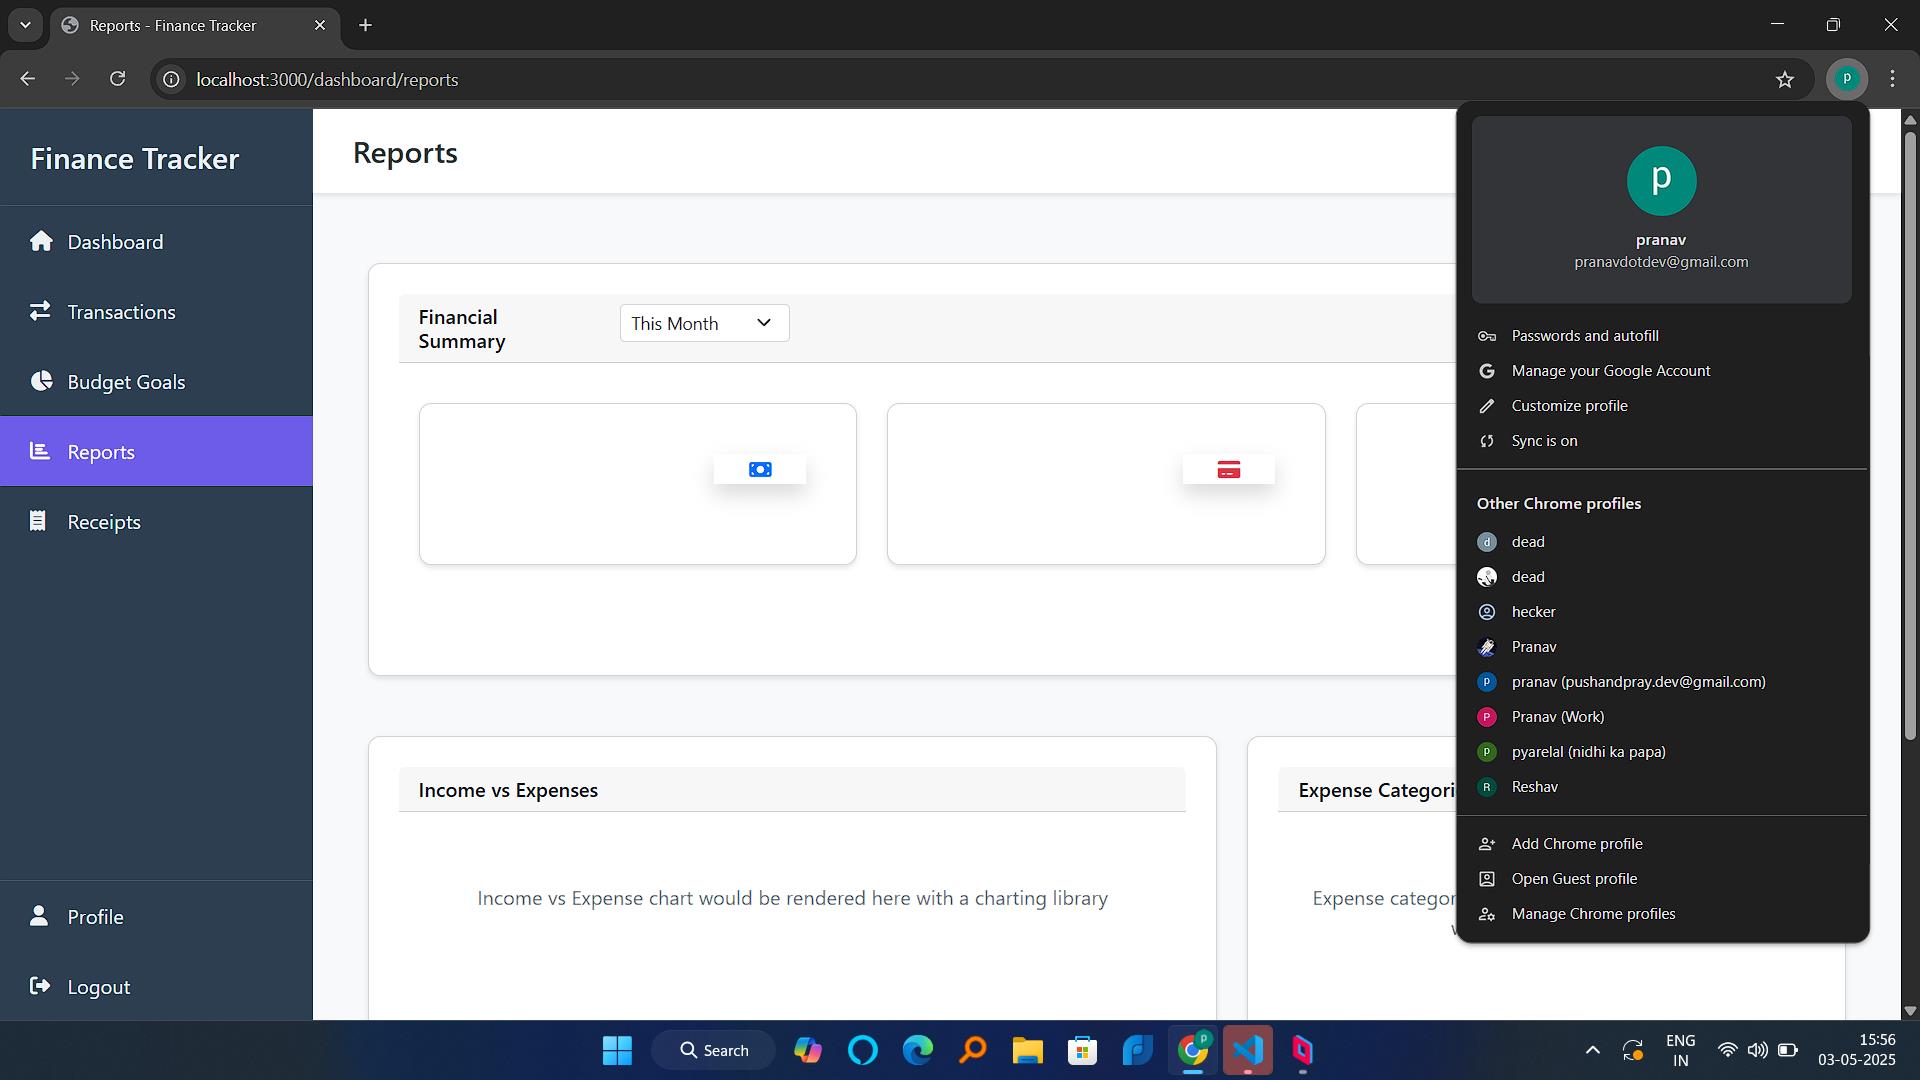 Reports - Finance Tracker
localhost:3000/dashboard/reports
p
Finance Tracker
Dashboard
Transactions
Budget Goals
Reports
Receipts
Profile
Logout
Reports
Financial
Summary
This Month
Income vs Expenses
Income vs Expense chart would be rendered here with a charting library
Expense Categori
Expense categor
p
pranav
pranavdotdev@gmail.com
Passwords and autofill
Manage your Google Account
Customize profile
Sync is on
Other Chrome profiles
d dead
dead
hecker
Pranav
p pranav (pushandpray.dev@gmail.com)
P Pranav (Work)
p pyarelal (nidhi ka papa)
R Reshav
Add Chrome profile
Open Guest profile
Manage Chrome profiles
Search
p
ENG
IN
15:56
03-05-2025